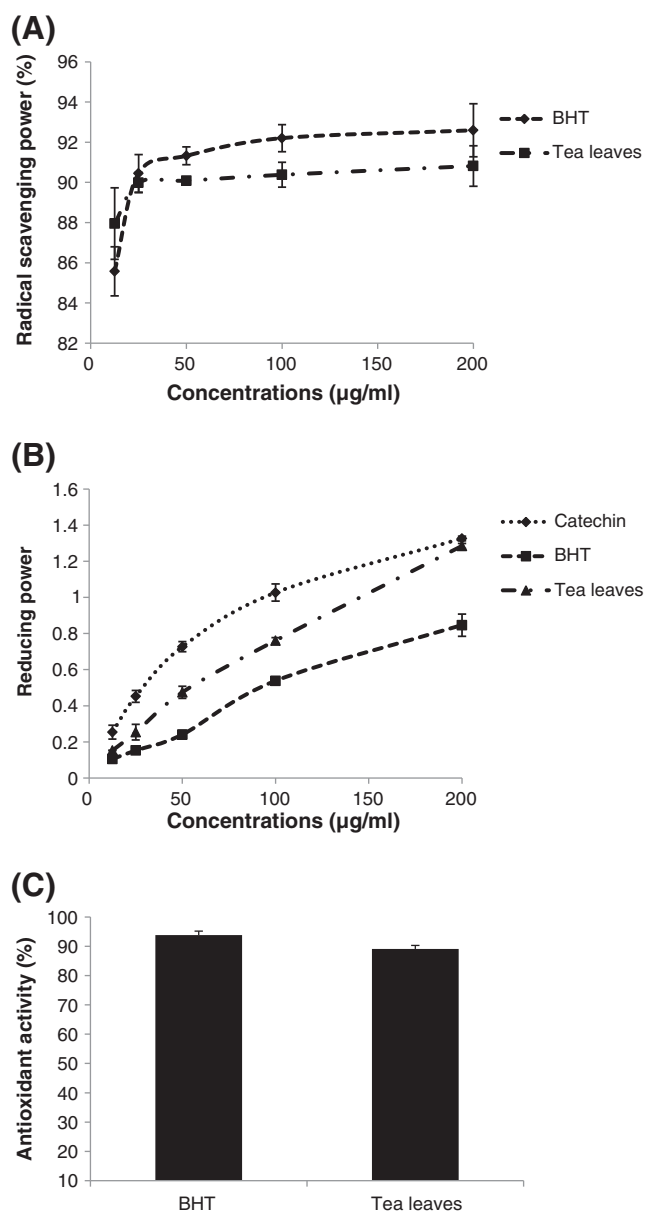 (A)
Radical scavenging power (%)
96
94
92
90
88
86
84
82
0
50
100
150
200
Concentrations (µg/ml)
BHT
Tea leaves
(B)
Reducing power
1.6
1.4
1.2
1
0.8
0.6
0.4
0.2
0
0
50
100
150
200
Concentrations (µg/ml)
Catechin
BHT
Tea leaves
(C)
Antioxidant activity (%)
100
90
80
70
60
50
40
30
20
10
BHT
Tea leaves